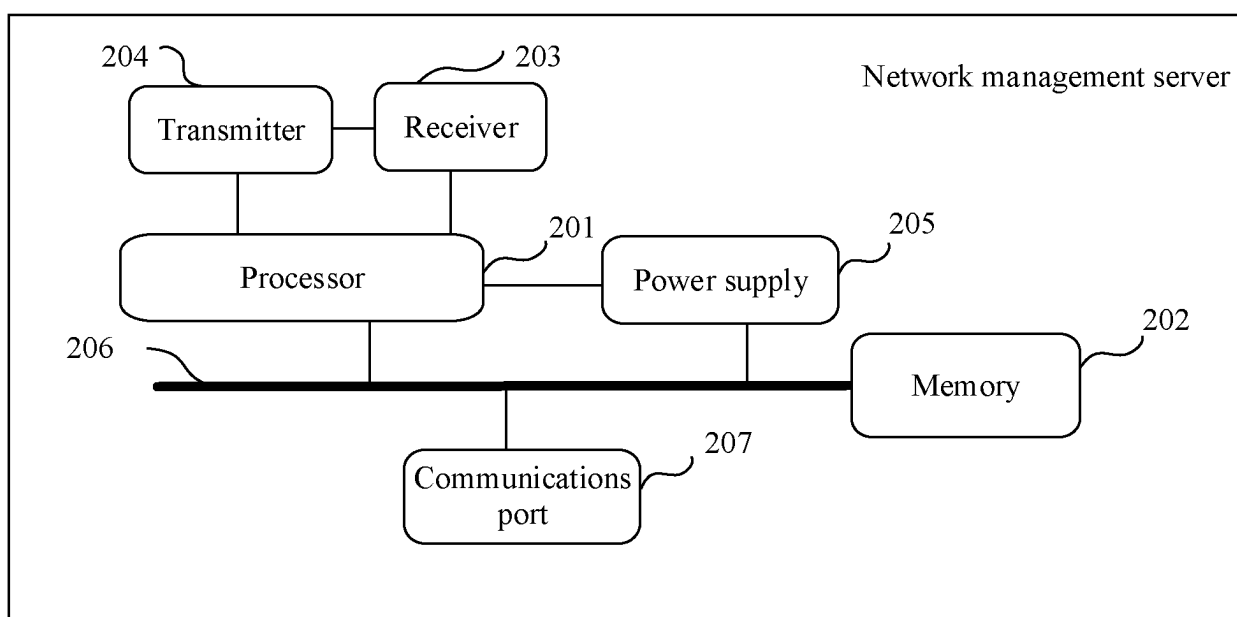 204
203
Network management server
Transmitter
Receiver
201
205
Processor
Power supply
202
206
Memory
207
Communications
port